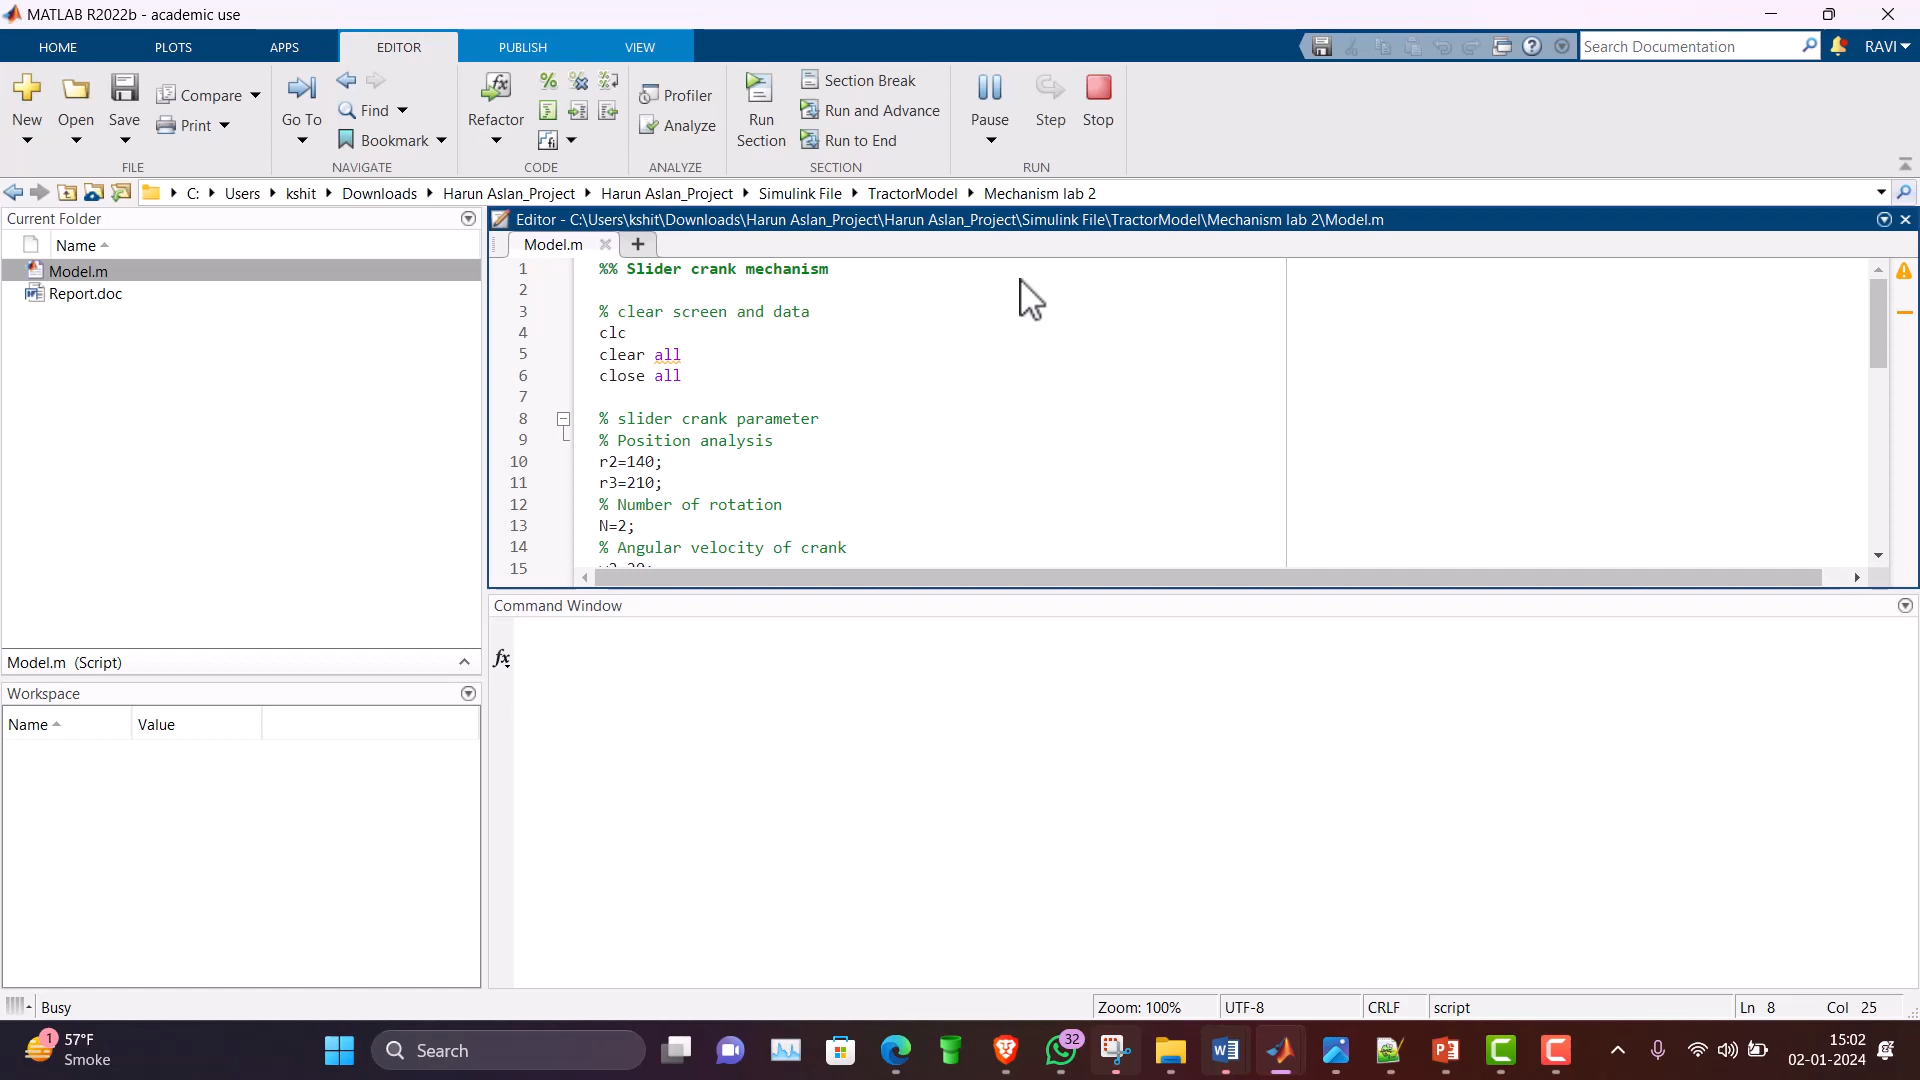 MATLAB R2022b - academic use
HOME PLOTS APPS EDITOR PUBLISH VIEW
Search Documentation RAVI
New Open Save Compare Print
FILE
Go To Find Bookmark
NAVIGATE
Refactor
CODE
Profiler
Analyze
ANALYZE
Run Section
Section Break
Run and Advance
Run to End
SECTION
Pause Step Stop
RUN
C: Users kshit Downloads Harun Aslan_Project Harun Aslan_Project Simulink File TractorModel Mechanism lab 2
Current Folder
Name
Model.m
Report.doc
Model.m (Script)
Workspace
Name Value
Editor - C:\Users\kshit\Downloads\Harun Aslan_Project\Harun Aslan_Project\Simulink File\TractorModel\Mechanism lab 2\Model.m
Model.m
1 %% Slider crank mechanism
2
3 % clear screen and data
4 clc
5 clear all
6 close all
7
8 % slider crank parameter
9 % Position analysis
10 r2=140;
11 r3=210;
12 % Number of rotation
13 N=2;
14 % Angular velocity of crank
15
Command Window
fx
Busy
Zoom: 100% UTF-8 CRLF script Ln 8 Col 25
1
57°F
Smoke
Search
32
15:02
02-01-2024